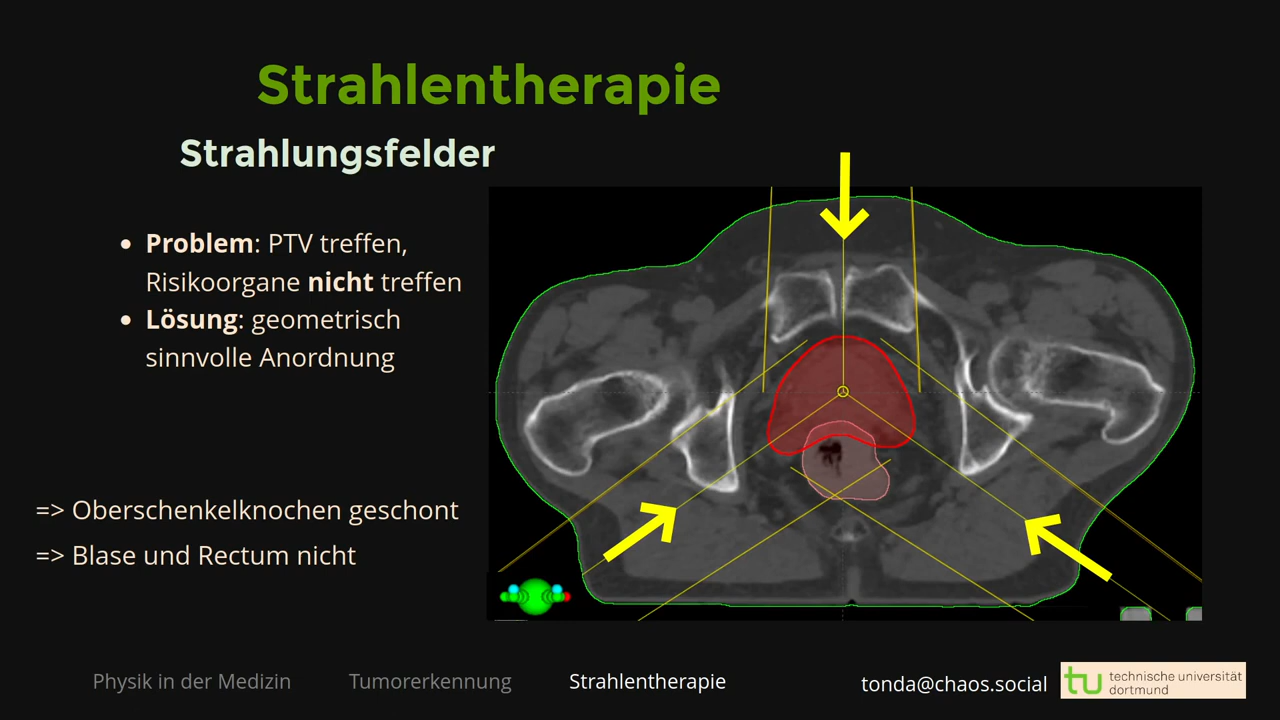 Strahlentherapie
Strahlungsfelder
• Problem: PTV treffen,
Risikoorgane nicht treffen
• Lösung: geometrisch
sinnvolle Anordnung
=> Oberschenkelknochen geschont
=> Blase und Rectum nicht
Physik in der Medizin
Tumorerkennung
Strahlentherapie
tonda@chaos.social
tu technische universität
dortmund